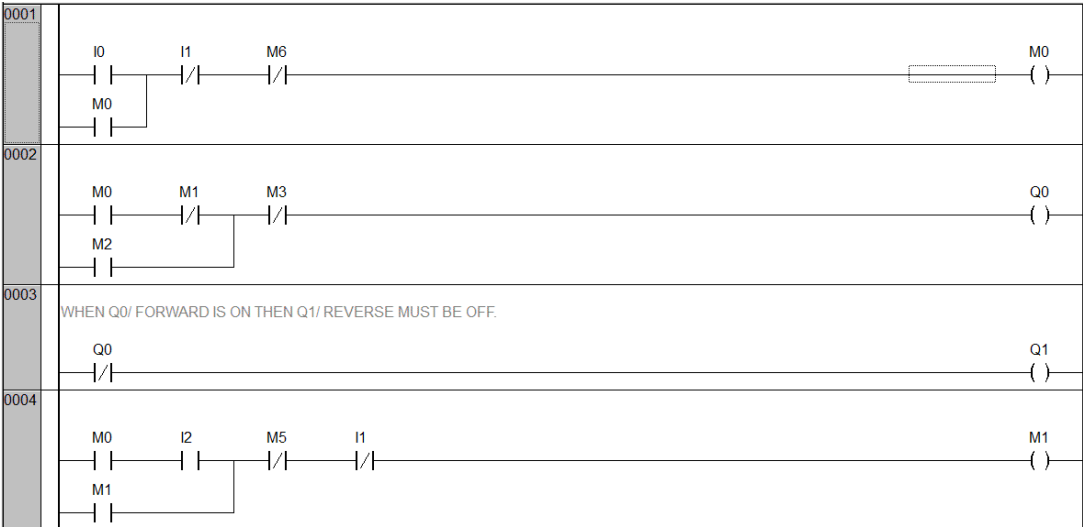 0001
I0 I1 M6 M0
M0
0002
M0 M1 M3 Q0
M2
0003
WHEN Q0/ FORWARD IS ON THEN Q1/ REVERSE MUST BE OFF.
Q0 Q1
0004
M0 I2 M5 I1 M1
M1